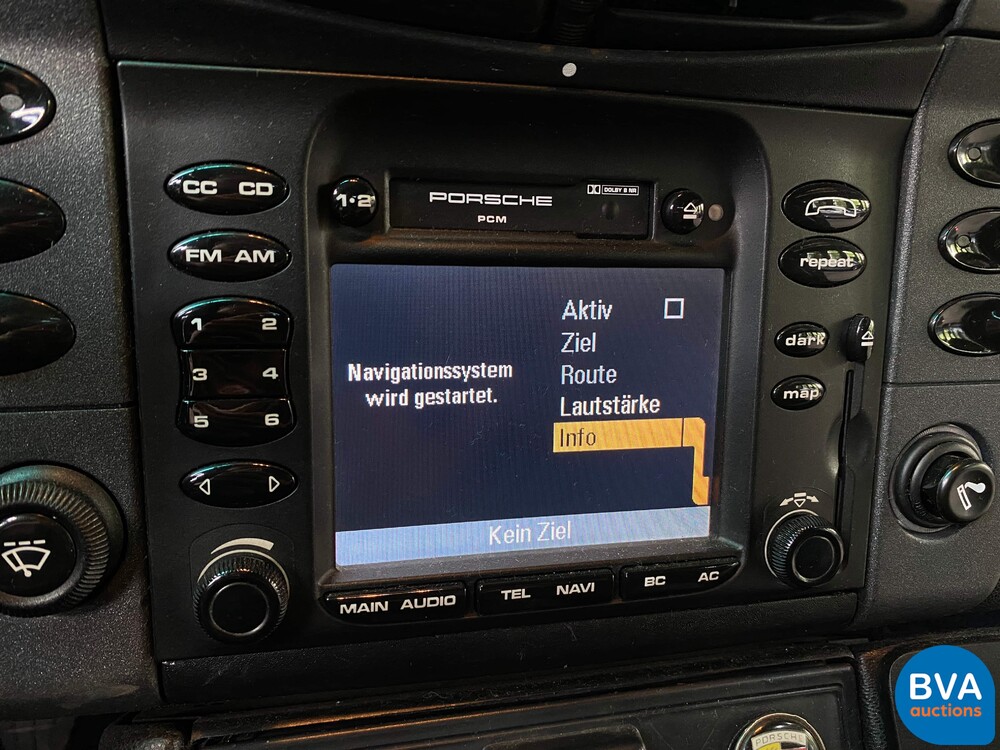 CC CD
1·2
PORSCHE
PCM
DOLBY B NR
FM AM
repeat
1 2
3 4
5 6
dark
map
Aktiv
Ziel
Route
Lautstärke
Info
Navigationssystem
wird gestartet.
Kein Ziel
MAIN AUDIO
TEL NAVI
BC AC
PORSCHE
BVA
auctions